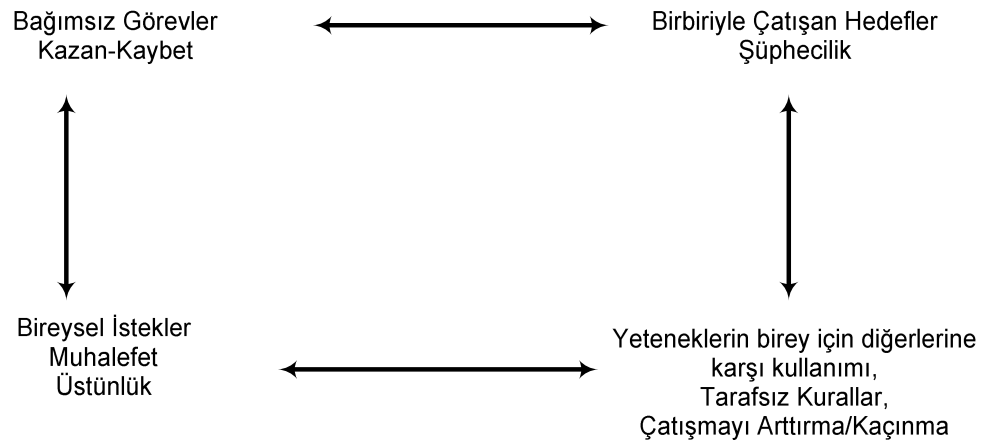 Bağımsız Görevler
Kazan-Kaybet
Birbiriyle Çatışan Hedefler
Şüphecilik
Bireysel İstekler
Muhalefet
Üstünlük
Yeteneklerin birey için diğerlerine
karşı kullanımı,
Tarafsız Kurallar,
Çatışmayı Arttırma/Kaçınma